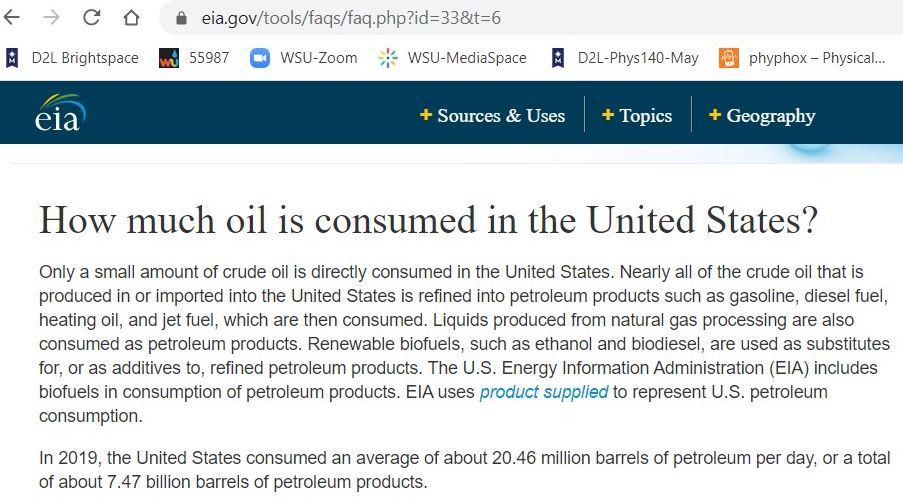 eia.gov/tools/faqs/faq.php?id=33&t=6
D2L Brightspace 55987 WSU-Zoom WSU-MediaSpace D2L-Phys140-May phyphox – Physical...
eia + Sources & Uses + Topics + Geography
How much oil is consumed in the United States?
Only a small amount of crude oil is directly consumed in the United States. Nearly all of the crude oil that is
produced in or imported into the United States is refined into petroleum products such as gasoline, diesel fuel,
heating oil, and jet fuel, which are then consumed. Liquids produced from natural gas processing are also
consumed as petroleum products. Renewable biofuels, such as ethanol and biodiesel, are used as substitutes
for, or as additives to, refined petroleum products. The U.S. Energy Information Administration (EIA) includes
biofuels in consumption of petroleum products. EIA uses product supplied to represent U.S. petroleum
consumption.
In 2019, the United States consumed an average of about 20.46 million barrels of petroleum per day, or a total
of about 7.47 billion barrels of petroleum products.